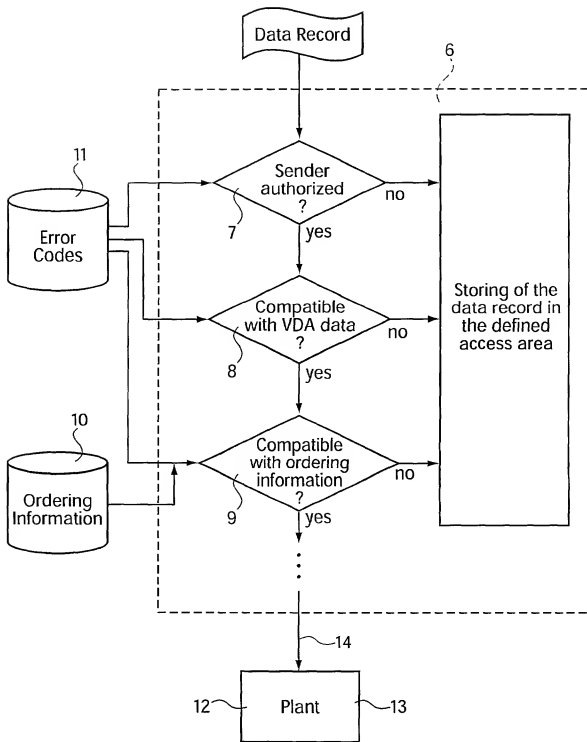 Data Record
6
11
Sender
authorized
?
7
no
yes
Error
Codes
Storing of the
data record in
the defined
access area
Compatible
with VDA data
?
8
no
yes
10
Ordering
Information
Compatible
with ordering
information?
9
no
yes
14
12
Plant
13